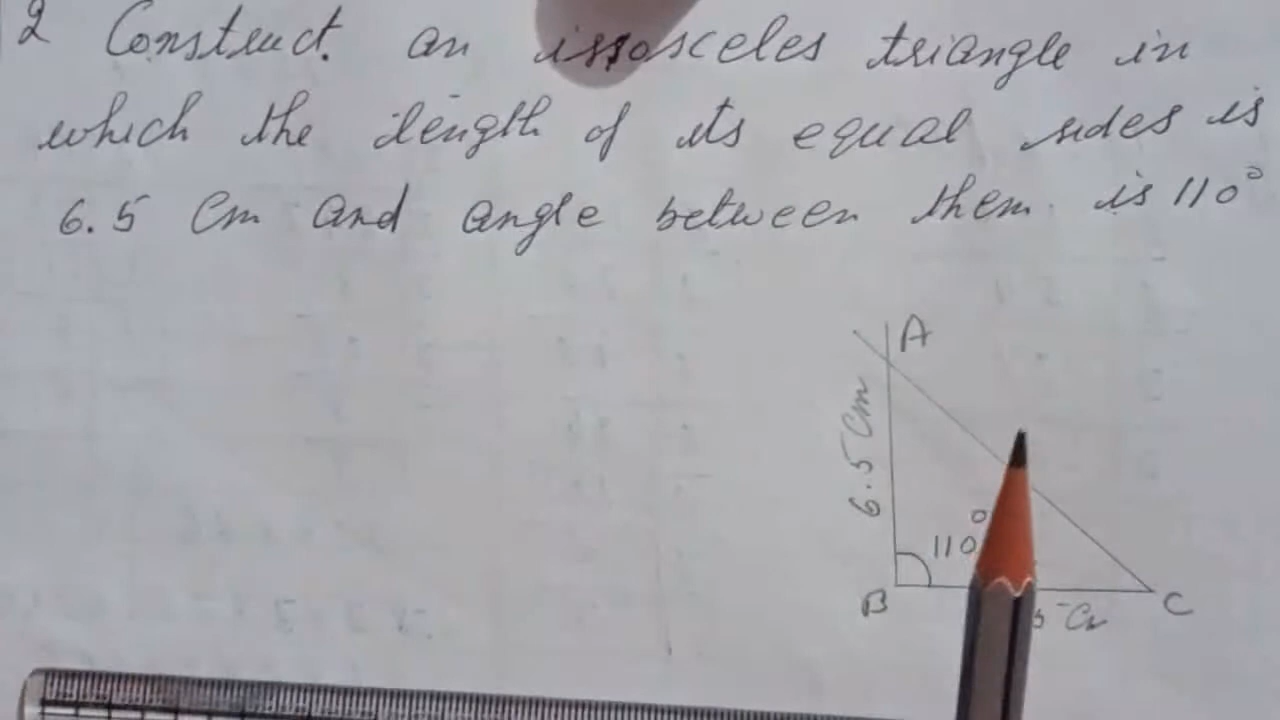 2 Construct. an issosceles triangle in
which the length of its equal sides is
6.5 Cm and angle between them. is 110°
A
6.5 Cm
110°
B
C